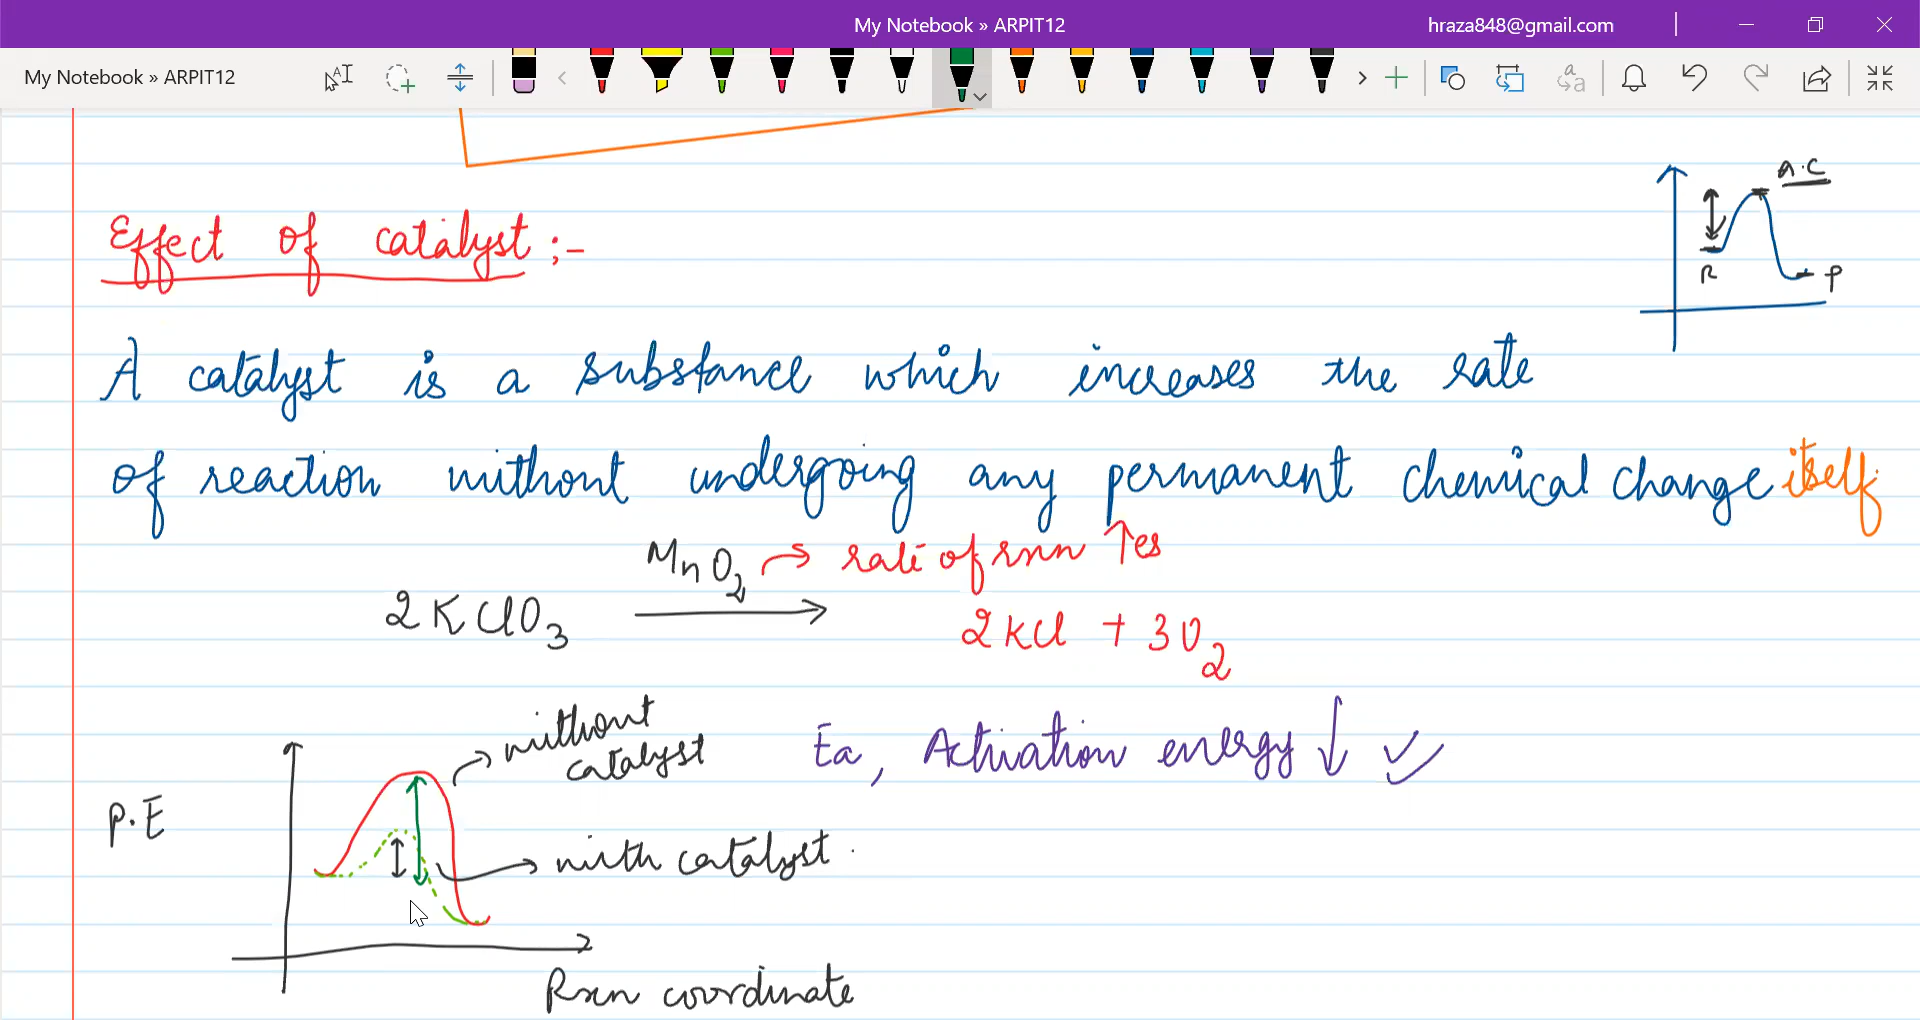 My Notebook » ARPIT12
hraza848@gmail.com
My Notebook » ARPIT12
A.C
R
P
Effect of catalyst :-
A catalyst is a substance which increases the rate
of reaction without undergoing any permanent chemical change itself
MnO2 → rate of rxn ↑es
2KClO3 → 2KCl + 3O2
without
catalyst
Ea, Activation energy ↓ ✓
P.E
with catalyst
Rxn coordinate